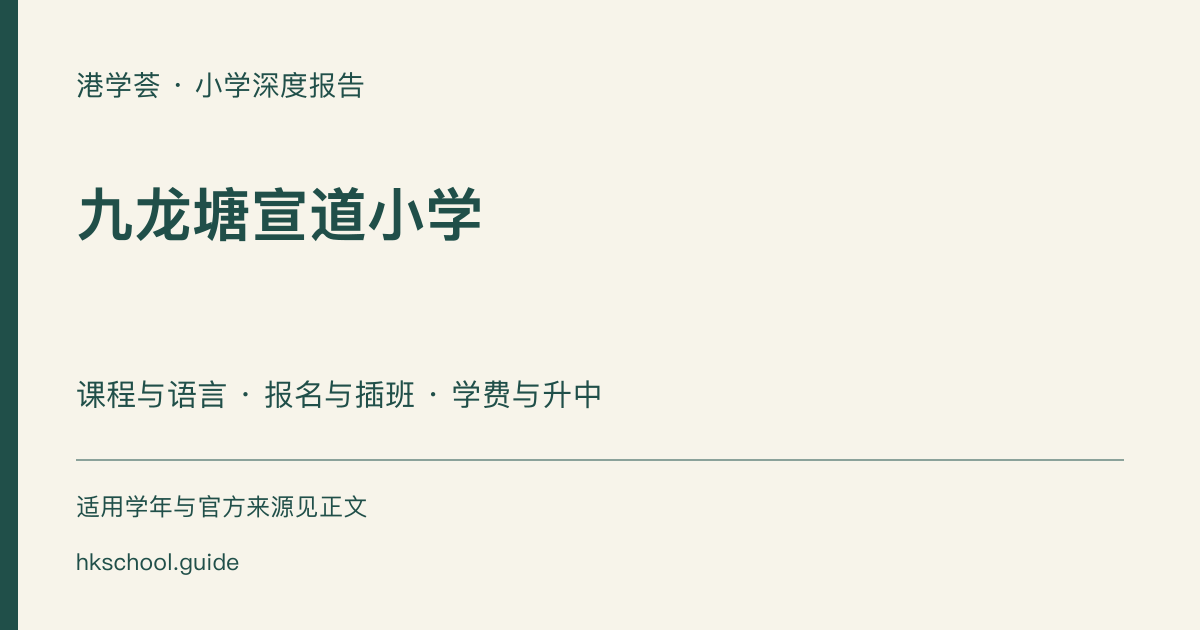 港学荟 · 小学深度报告
九龙塘宣道小学
课程与语言 · 报名与插班 · 学费与升中
适用学年与官方来源见正文
hkschool.guide